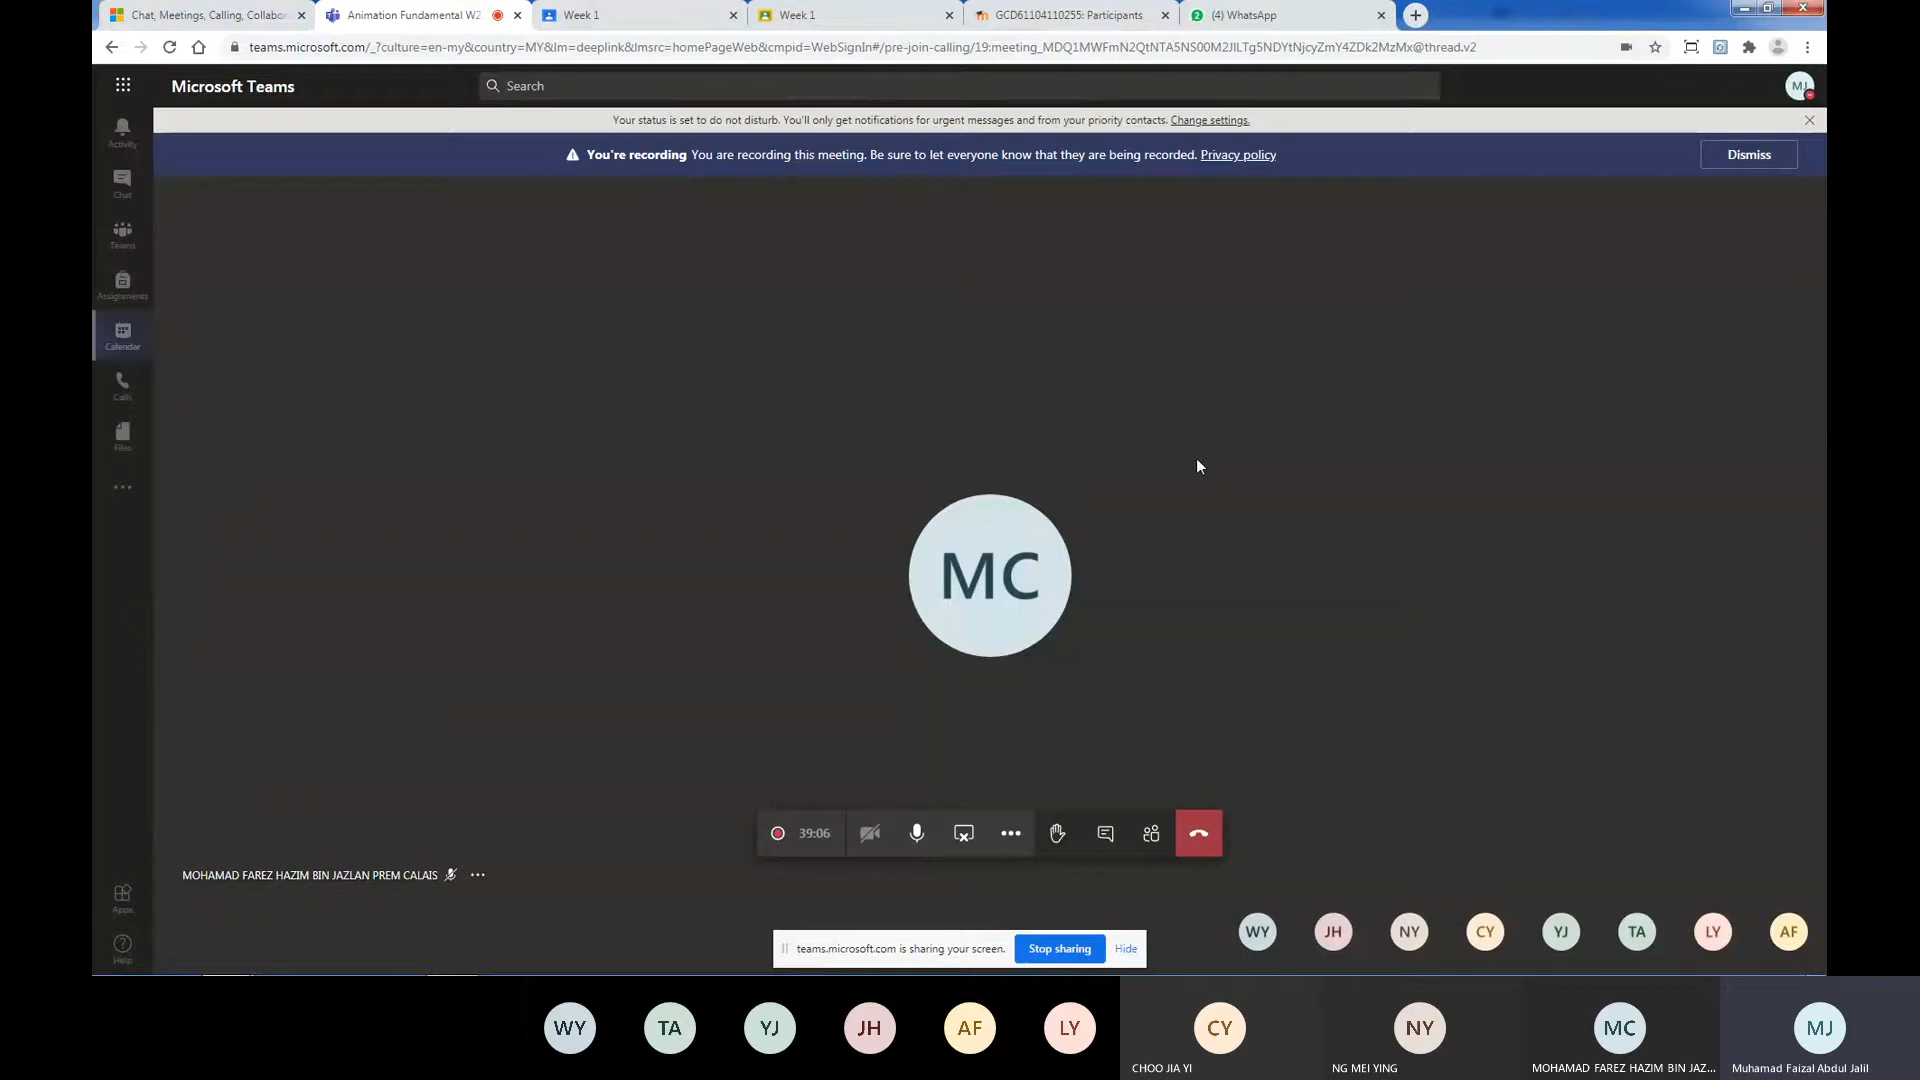 Chat, Meetings, Calling, Collabor
Animation Fundamental W2
Week 1
Week 1
GCD61104110255: Participants
(4) WhatsApp
teams.microsoft.com/_?culture=en-my&country=MY&lm=deeplink&lmsrc=homePageWeb&cmpid=WebSignIn#/pre-join-calling/19:meeting_MDQ1MWFmN2QtNTA5NS00M2JlLTg5NDYtNjcyZmY4ZDk2MzMx@thread.v2
Microsoft Teams
Search
MJ
Your status is set to do not disturb. You'll only get notifications for urgent messages and from your priority contacts. Change settings.
You're recording You are recording this meeting. Be sure to let everyone know that they are being recorded. Privacy policy
Dismiss
Activity
Chat
Teams
Assignments
Calendar
Calls
Files
MC
39:06
MOHAMAD FAREZ HAZIM BIN JAZLAN PREM CALAIS
Apps
Help
WY JH NY CY YJ TA LY AF
teams.microsoft.com is sharing your screen. Stop sharing Hide
WY TA YJ JH AF LY CY NY MC MJ
CHOO JIA YI
NG MEI YING
MOHAMAD FAREZ HAZIM BIN JAZ...
Muhamad Faizal Abdul Jalil